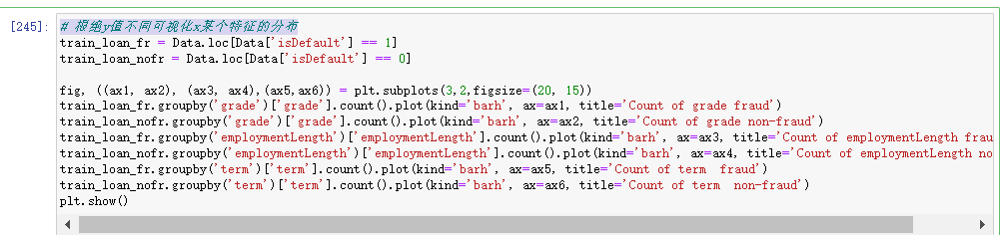 [245]: # 根绝y值不同可视化x某个特征的分布
train_loan_fr = Data.loc[Data['isDefault'] == 1]
train_loan_nofr = Data.loc[Data['isDefault'] == 0]
fig, ((ax1, ax2), (ax3, ax4),(ax5,ax6)) = plt.subplots(3,2,figsize=(20, 15))
train_loan_fr.groupby('grade')['grade'].count().plot(kind='barh', ax=ax1, title='Count of grade fraud')
train_loan_nofr.groupby('grade')['grade'].count().plot(kind='barh', ax=ax2, title='Count of grade non-fraud')
train_loan_fr.groupby('employmentLength')['employmentLength'].count().plot(kind='barh', ax=ax3, title='Count of employmentLength frau
train_loan_nofr.groupby('employmentLength')['employmentLength'].count().plot(kind='barh', ax=ax4, title='Count of employmentLength no
train_loan_fr.groupby('term')['term'].count().plot(kind='barh', ax=ax5, title='Count of term  fraud')
train_loan_nofr.groupby('term')['term'].count().plot(kind='barh', ax=ax6, title='Count of term  non-fraud')
plt.show()